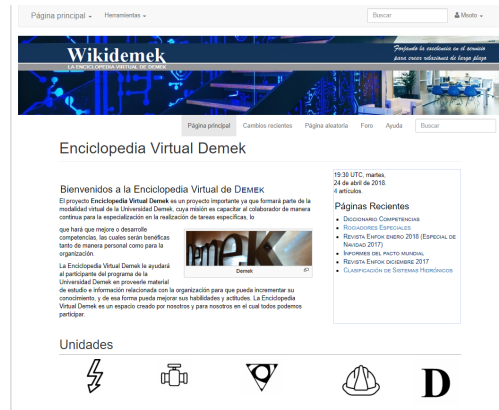 Página principal
Herramientas
Buscar
Misoto
Wikidemek
LA ENCICLOPEDIA VIRTUAL DE DEMEK
Forjando la excelencia en el servicio
para crear relaciones de largo plazo
Página principal
Cambios recientes
Página aleatoria
Foro
Ayuda
Buscar
Enciclopedia Virtual Demek
Bienvenidos a la Enciclopedia Virtual de DEMEK
El proyecto Enciclopedia Virtual Demek es un proyecto importante ya que formará parte de la
modalidad virtual de la Universidad Demek, cuya misión es capacitar al colaborador de manera
continua para la especialización en la realización de tareas específicas, lo
que hará que mejore o desarrolle
competencias, las cuales serán benéficas
tanto de manera personal como para la
organización.
Demek
La Enciclopedia Virtual Demek le ayudará
al participante del programa de la
Universidad Demek en proveerle material
de estudio e información relacionada con la organización para que pueda incrementar su
conocimiento, y de esa forma pueda mejorar sus habilidades y actitudes. La Enciclopedia
Virtual Demek es un espacio creado por nosotros y para nosotros en el cual todos podemos
participar.
19:30 UTC, martes,
24 de abril de 2018.
4 artículos.
Páginas Recientes
DICCIONARIO COMPETENCIAS
ROCIADORES ESPECIALES
REVISTA ENFOK ENERO 2018 (ESPECIAL DE
NAVIDAD 2017)
INFORMES DEL PACTO MUNDIAL
REVISTA ENFOK DICIEMBRE 2017
CLASIFICACIÓN DE SISTEMAS HIDRÓNICOS
Unidades
D